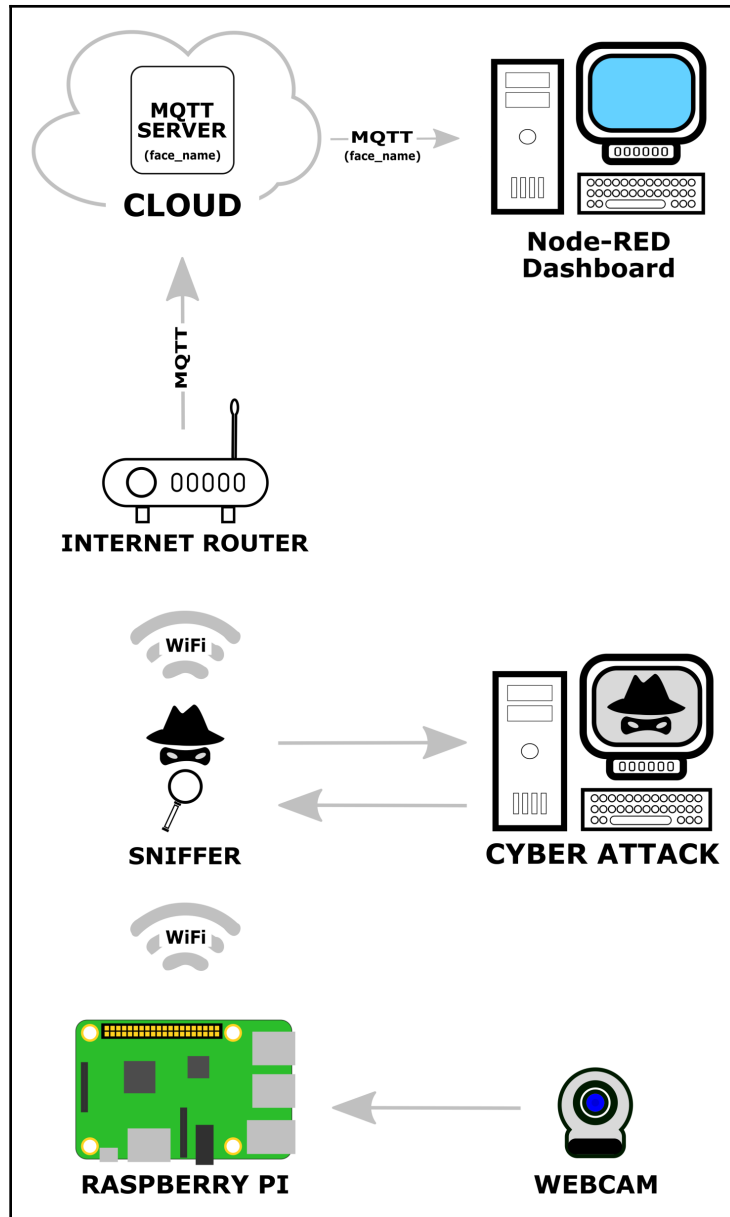 MQTT
SERVER
(face_name)
CLOUD
MQTT
(face_name)
Node-RED
Dashboard
MQTT
INTERNET ROUTER
WiFi
SNIFFER
CYBER ATTACK
WiFi
RASPBERRY PI
WEBCAM